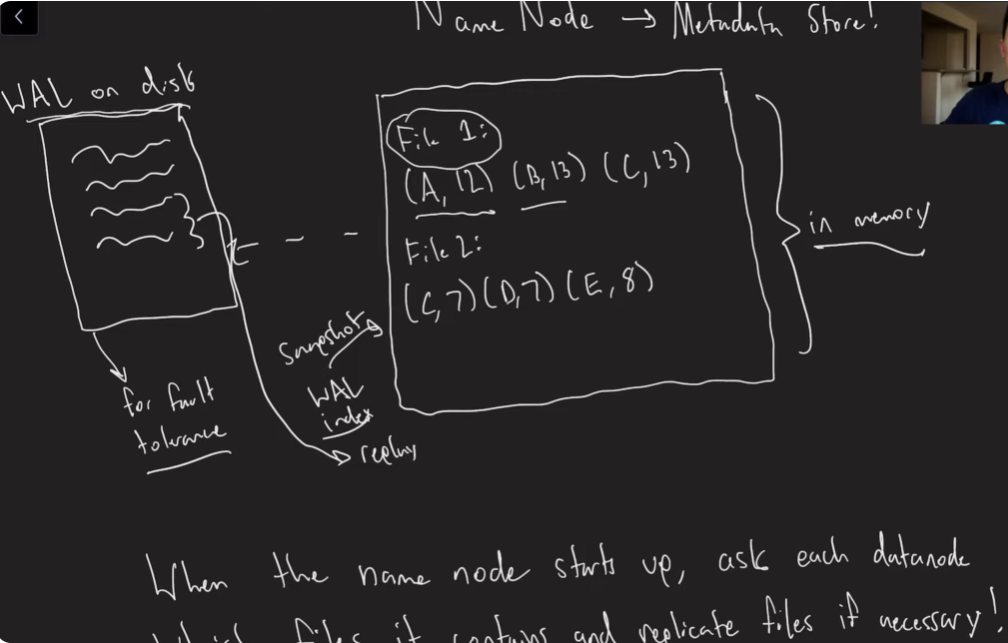 Name Node → Metadata Store!
WAL on disk
File 1:
(A, 12) (B, 13) (C, 13)
File 2:
(C, 7) (D, 7) (E, 8)
in memory
Snapshot
WAL
index
replay
for fault
tolerance
When the name node starts up, ask each datanode
which files it contains and replicate files if necessary!